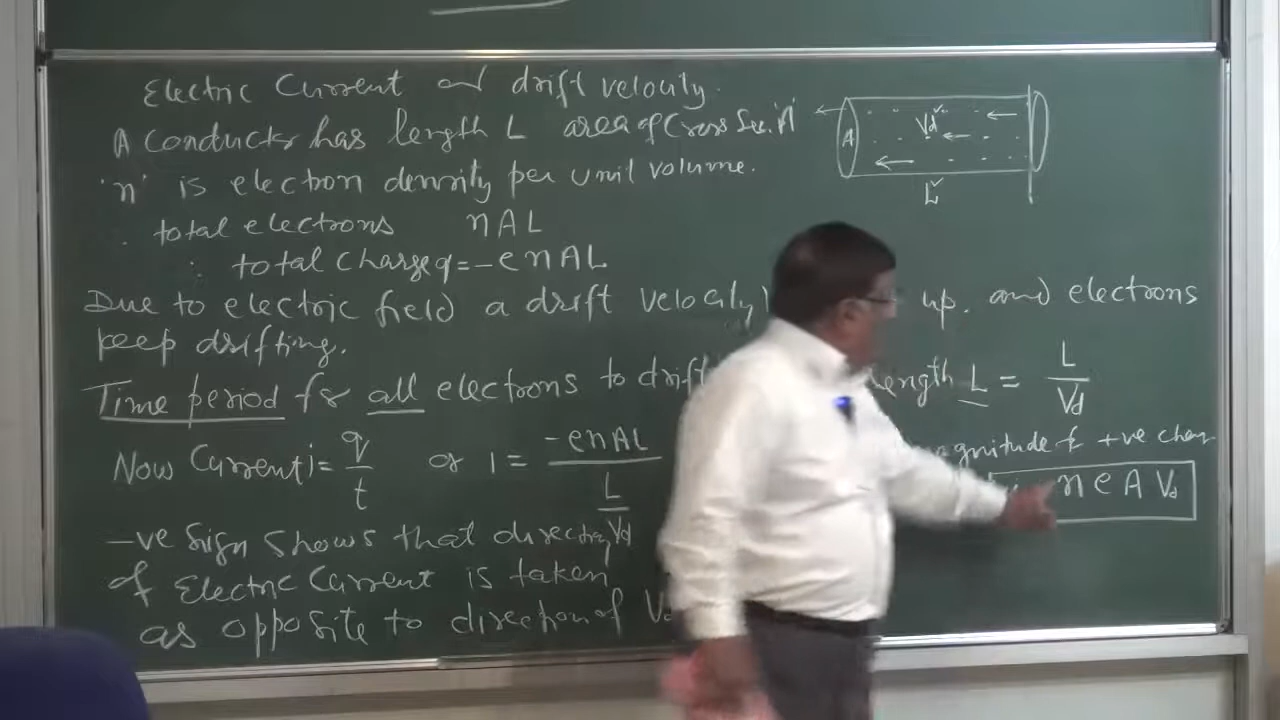 Electric Current and drift velocity.
A Conductor has length L area of Cross Sec. 'A'
'n' is electron density per unit volume.
∴ total electrons nAL
∴ total charge q = -enAL
Due to electric field a drift velocity up. and electrons
keep drifting.
Time period for all electrons to drift length L = L/Vd
Now Current i = q/t or i = -enAL / (L/Vd)
magnitude & +ve char
n e A Vd
-ve Sign shows that direction
of Electric Current is taken
as opposite to direction of Vd
A
Vd
L